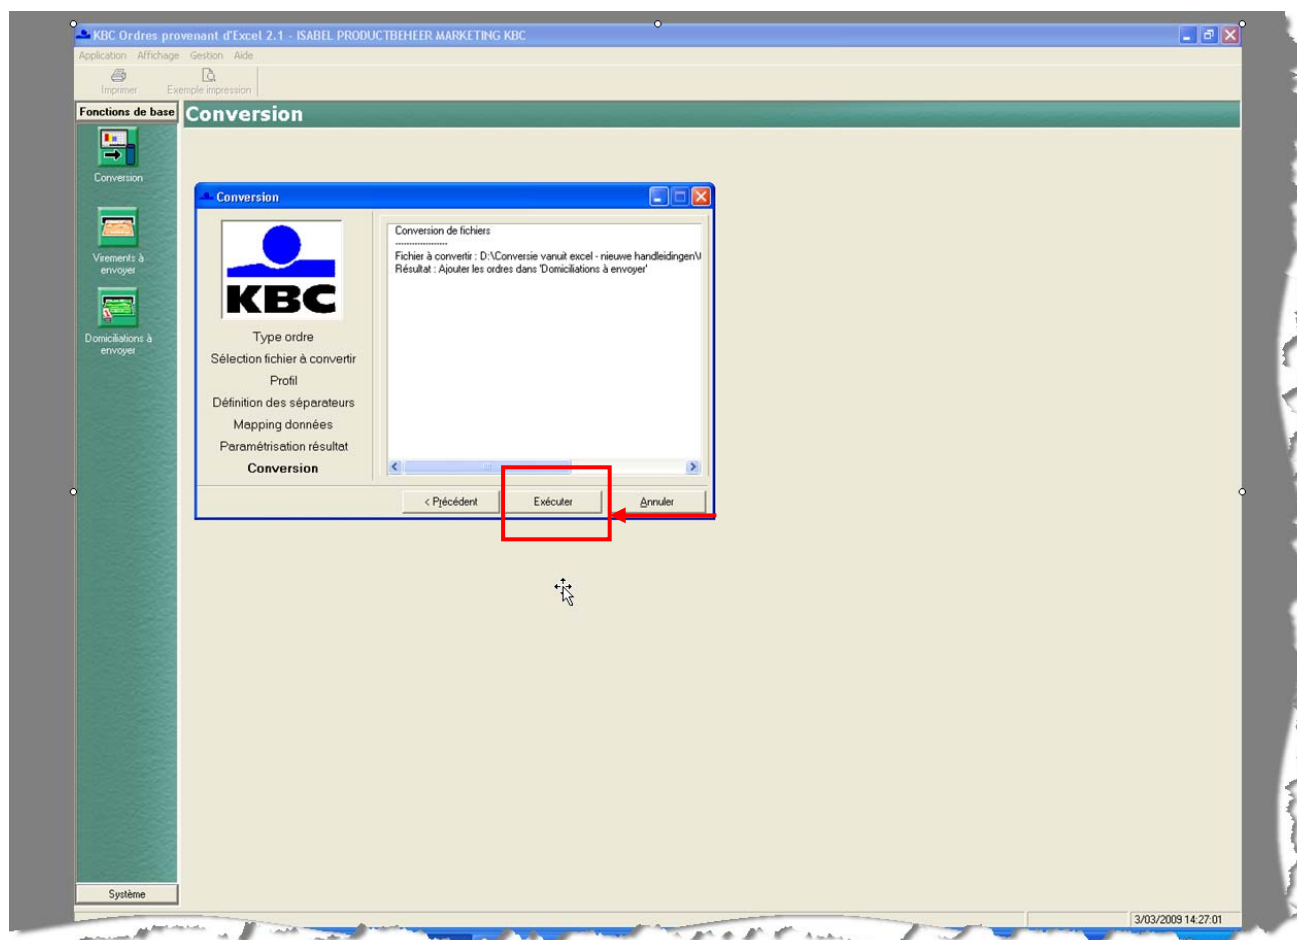 KBC Ordres provenant d'Excel 2.1 - ISABEL PRODUCTBEHEER MARKETING KBC
Application Affichage Gestion Aide
Imprimer Exemple impression
Fonctions de base
Conversion
Conversion
Virements à
envoyer
Domiciliations à
envoyer
Système
Conversion
KBC
Type ordre
Sélection fichier à convertir
Profil
Définition des séparateurs
Mapping données
Paramétrisation résultat
Conversion
Conversion de fichiers
-------------------
Fichier à convertir : D:\Conversie vanuit excel - nieuwe handleidingen\
Résultat : Ajouter les ordres dans 'Domiciliations à envoyer'
< Précédent Exécuter Annuler
3/03/2009 14:27:01